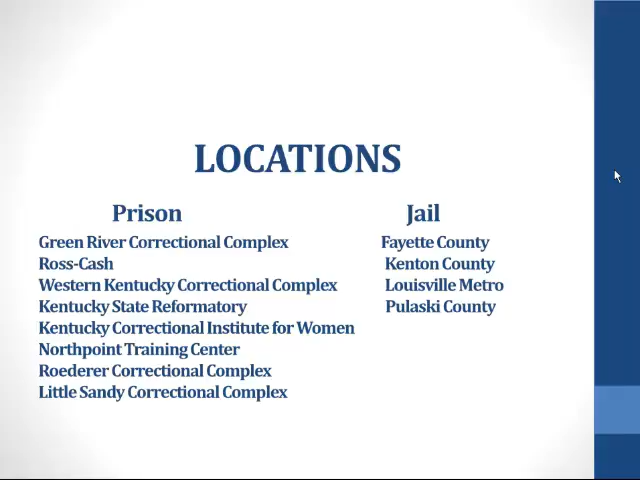 LOCATIONS
Prison
Green River Correctional Complex
Ross-Cash
Western Kentucky Correctional Complex
Kentucky State Reformatory
Kentucky Correctional Institute for Women
Northpoint Training Center
Roederer Correctional Complex
Little Sandy Correctional Complex
Jail
Fayette County
Kenton County
Louisville Metro
Pulaski County